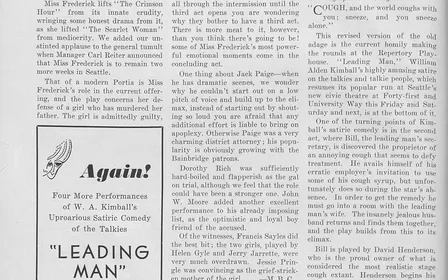 Miss Frederick lifts "The Crimson
Hour" from innate crudity,
wringing some honest drama from it,
as she lifted "The Scarlet Woman"
from mediocrity. We added our un-
stinted applause to the general tumult
when Manager Carl Reiter announced
that Miss Frederick is to remain two
more weeks in Seattle.
That of a modern Portia is Miss
Frederick's role in the current offer-
ing, and the play concerns her de-
fense of a girl who has murdered her
father. The girl is admittedly guilty,
Again!
Four More Performances
of W. A. Kimball's
Uproarious Satiric Comedy
of the Talkies
"LEADING
MAN"
all through the intermission until the
third act opens you are wondering
why they bother to have a third act.
There is more meat to it, however,
than you think there's going to be!
some of Miss Frederick's most power-
ful emotional moments come in the
concluding act.
One thing about Jack Paige—when
he has dramatic scenes, we wonder
why he couldn't start out on a low
pitch of voice and build up to the cli-
max, instead of starting out by shout-
ing so loud you are afraid that any
additional effort is liable to bring on
apoplexy. Otherwise Paige was a very
charming district attorney; his popu-
larity is obviously growing with the
Bainbridge patrons.
Dorothy Rich was sufficiently
hard-boiled and flapperish as the gal
on trial, although we feel that the role
could have been a stronger one. John
W. Moore added another excellent
performance to his already imposing
list, as the optimistic and loyal boy
friend of the accused.
Of the witnesses, Francis Sayles did
the best bit; the two girls, played by
Helen Gyle and Jerry Jarrette, were
very much overdrawn. Jessie Prin-
gle was convincing as the grief-strick-
en mother of the girl. —M. B. C.
"COUGH, and the world coughs with
you; sneeze, and you sneeze
alone."
This revised version of the old
adage is the current homily making
the rounds at the Repertory Play-
house. "Leading Man," William
Alden Kimball's highly amusing satire
on the talkies and talkie people, which
resumes its popular run at Seattle's
new civic theatre at Forty-first and
University Way this Friday and Sat-
urday and next, is at the bottom of it.
One of the turning points of Kim-
ball's satiric comedy is in the second
act, where Bill, the leading man's sec-
retary, is discovered the proprietor of
an annoying cough that seems to defy
treatment. He avails himself of his
erratic employer's invitation to use
some of his cough syrup, but unfor-
tunately does so during the star's ab-
sence. In order to get the remedy he
must go into a room with the leading
man's wife. The insanely jealous hus-
band returns and finds them together,
and the play builds from this to its
climax.
Bill is played by David Henderson,
who is the proud owner of what is
considered the most realistic stage
cough extant. Henderson begins his